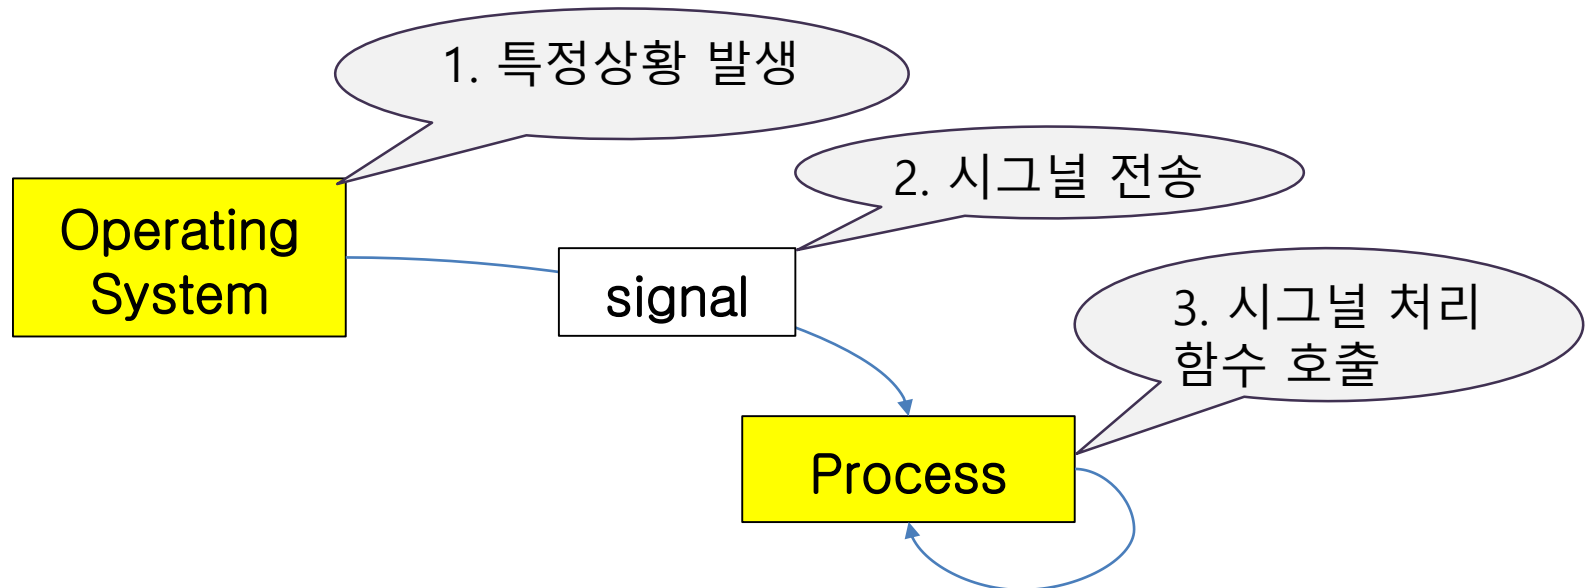 1. 특정상황 발생
2. 시그널 전송
Operating
System
signal
3. 시그널 처리
함수 호출
Process